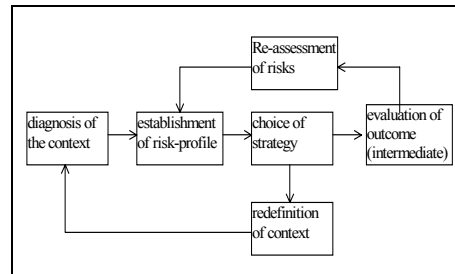 Re-assessment
of risks
diagnosis of
the context
establishment
of risk-profile
choice of
strategy
evaluation of
outcome
(intermediate)
redefinition
of context